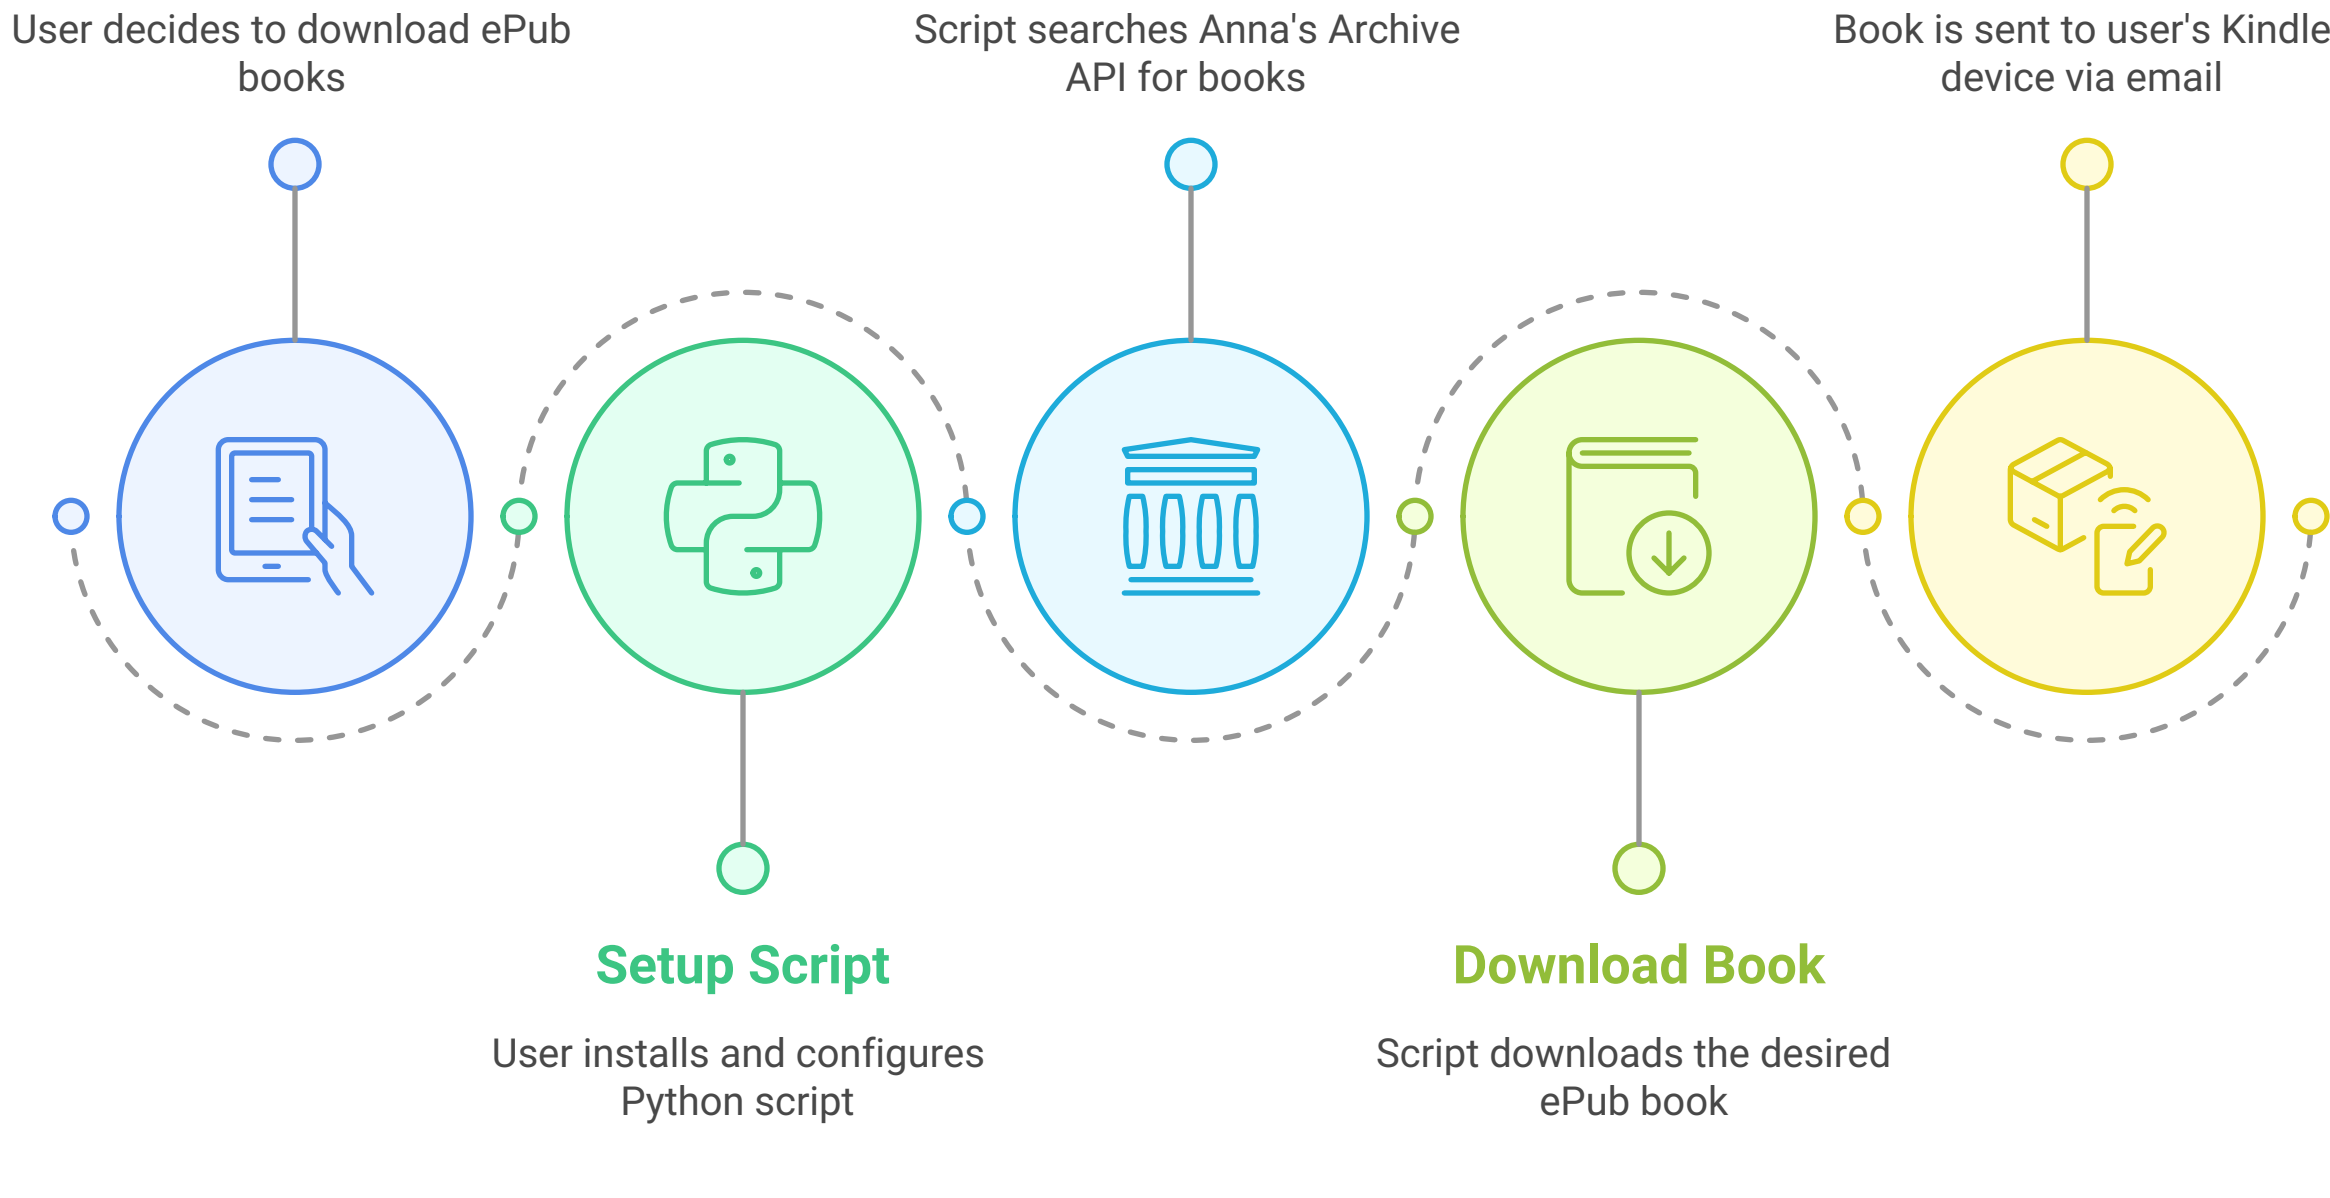 User decides to download ePub
books
Script searches Anna's Archive
API for books
Book is sent to user's Kindle
device via email
Setup Script
User installs and configures
Python script
Download Book
Script downloads the desired
ePub book